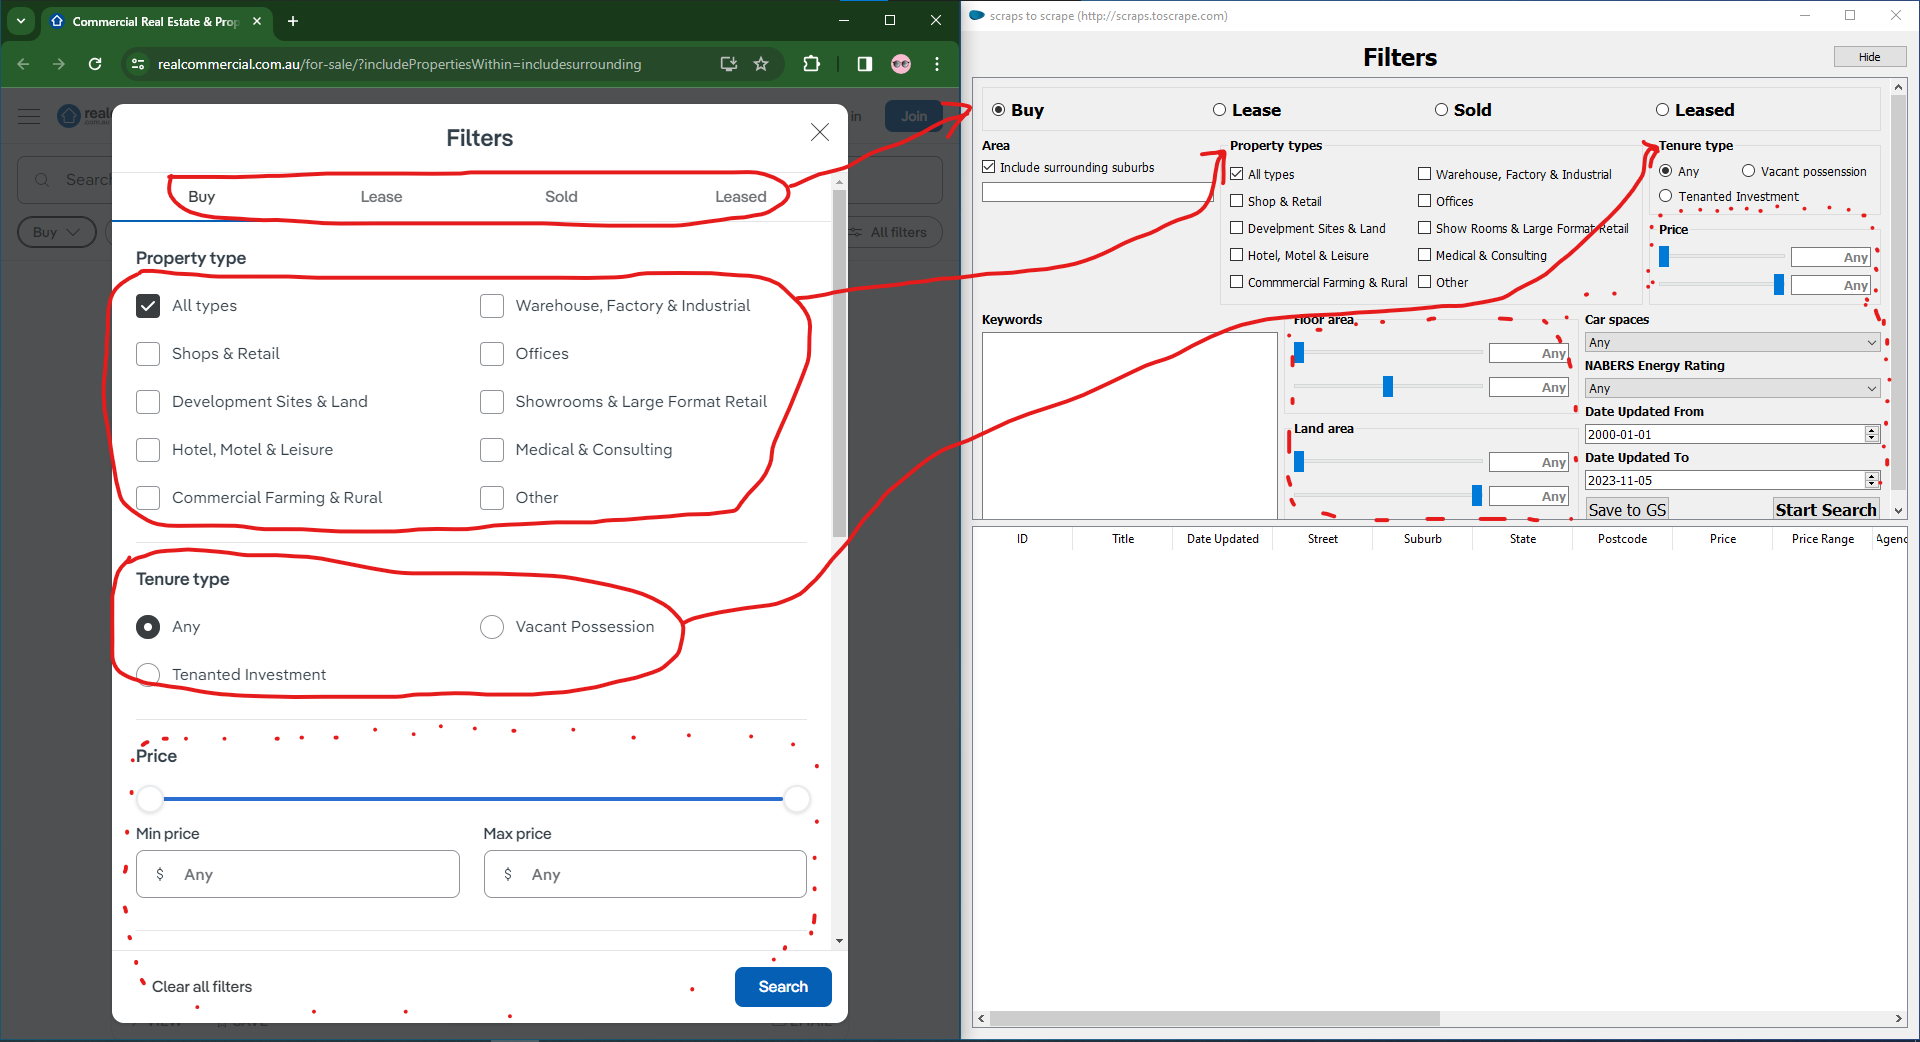 Commercial Real Estate & Prop
realcommercial.com.au/for-sale/?includePropertiesWithin=includesurrounding
real
.com.au
in
Join
Search
Buy
All filters
Filters
Buy Lease Sold Leased
Property type
All types Warehouse, Factory & Industrial
Shops & Retail Offices
Development Sites & Land Showrooms & Large Format Retail
Hotel, Motel & Leisure Medical & Consulting
Commercial Farming & Rural Other
Tenure type
Any Vacant Possession
Tenanted Investment
Price
Min price Max price
$ Any $ Any
Clear all filters Search
scraps to scrape (http://scraps.toscrape.com)
Filters
Hide
Buy Lease Sold Leased
Area
Include surrounding suburbs
Property types
All types Warehouse, Factory & Industrial
Shop & Retail Offices
Develpment Sites & Land Show Rooms & Large Format Retail
Hotel, Motel & Leisure Medical & Consulting
Commmercial Farming & Rural Other
Tenure type
Any Vacant possenssion
Tenanted Investment
Price
Any
Any
Keywords
Floor area
Any
Any
Land area
Any
Any
Car spaces
Any
NABERS Energy Rating
Any
Date Updated From
2000-01-01
Date Updated To
2023-11-05
Save to GS Start Search
ID Title Date Updated Street Suburb State Postcode Price Price Range Agenc